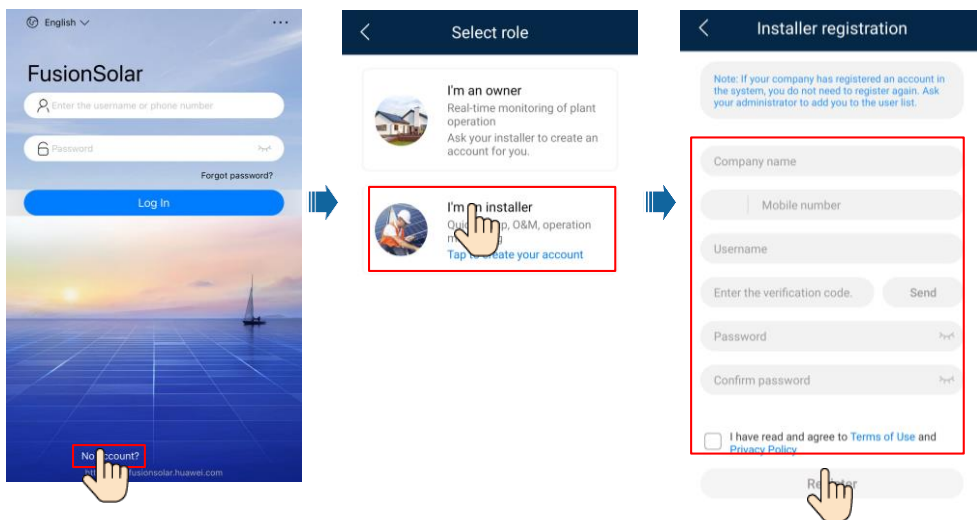 English
FusionSolar
Enter the username or phone number
Password
Forgot password?
Log In
No
fusionsolar.huawei.com
Select role
I'm an owner
Real-time monitoring of plant
operation
Ask your installer to create an
account for you.
I'm an installer
O&M, operation
Tap to create your account
Installer registration
Note: If your company has registered an account in
the system, you do not need to register again. Ask
your administrator to add you to the user list.
Company name
Mobile number
Username
Enter the verification code. Send
Password
Confirm password
I have read and agree to Terms of Use and
Privacy Policy
Register